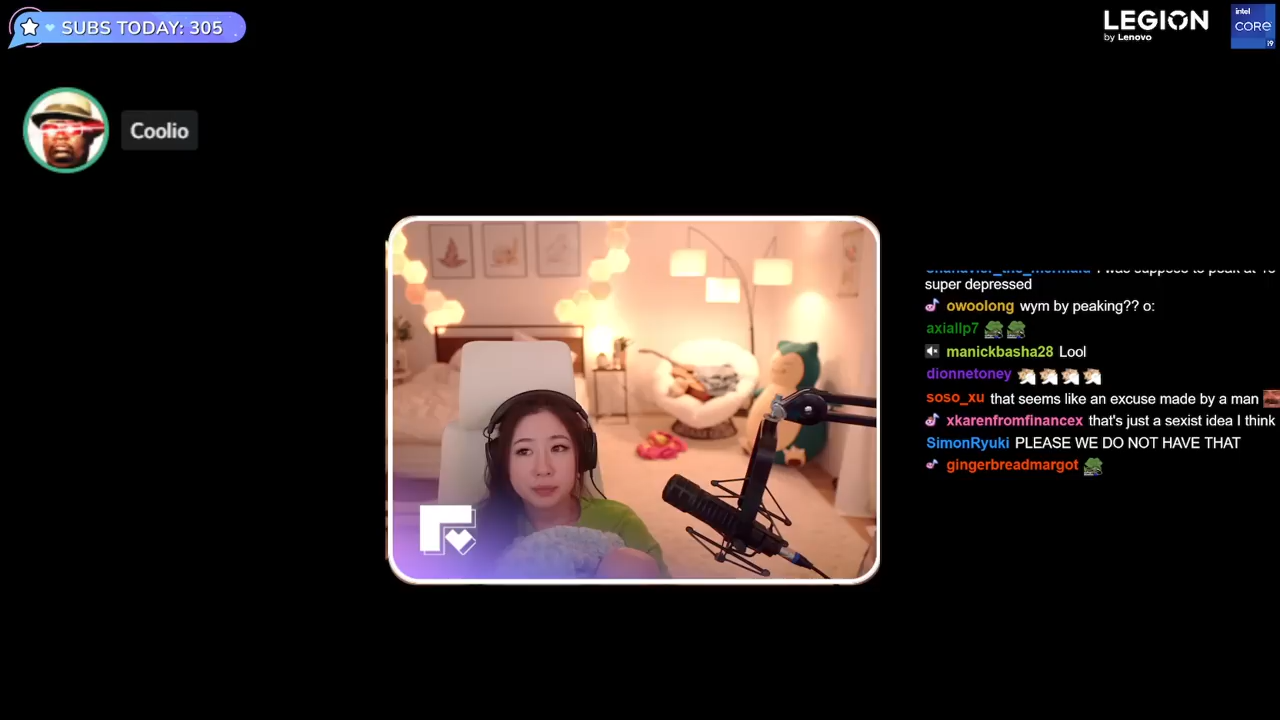 SUBS TODAY: 305
LEGION
by Lenovo
intel
CORE
i9
Coolio
super depressed
owoolong wym by peaking?? o:
axiallp7
manickbasha28 Lool
dionnetoney
soso_xu that seems like an excuse made by a man
xkarenfromfinancex that's just a sexist idea I think
SimonRyuki PLEASE WE DO NOT HAVE THAT
gingerbreadmargot